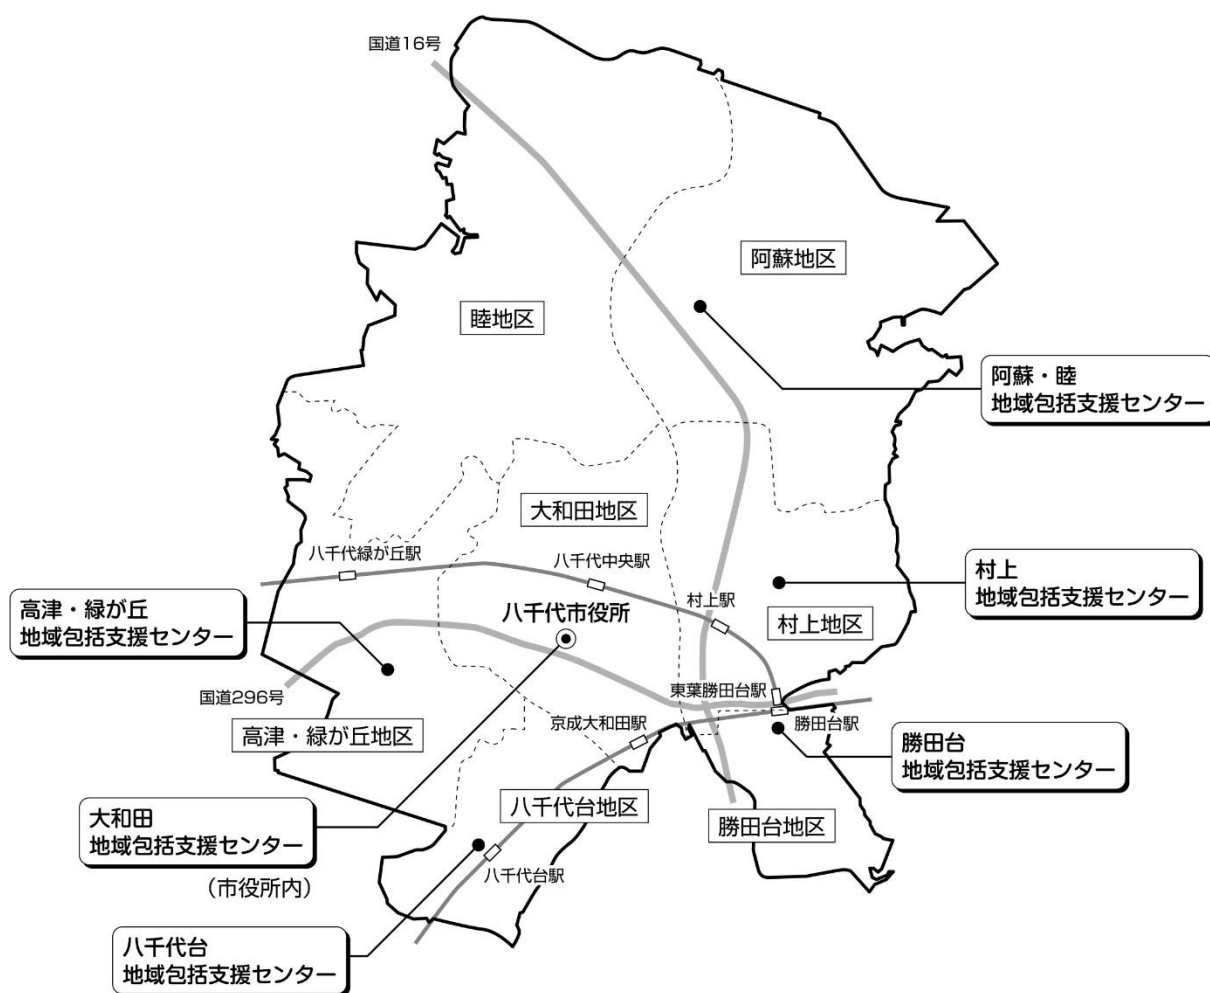 国道16号
阿蘇地区
睦地区
阿蘇・睦
地域包括支援センター
大和田地区
八千代緑が丘駅
八千代中央駅
村上
地域包括支援センター
高津・緑が丘
地域包括支援センター
八千代市役所
村上駅
村上地区
国道296号
東葉勝田台駅
高津・緑が丘地区
京成大和田駅
勝田台駅
勝田台
地域包括支援センター
大和田
地域包括支援センター
(市役所内)
八千代台地区
勝田台地区
八千代台駅
八千代台
地域包括支援センター